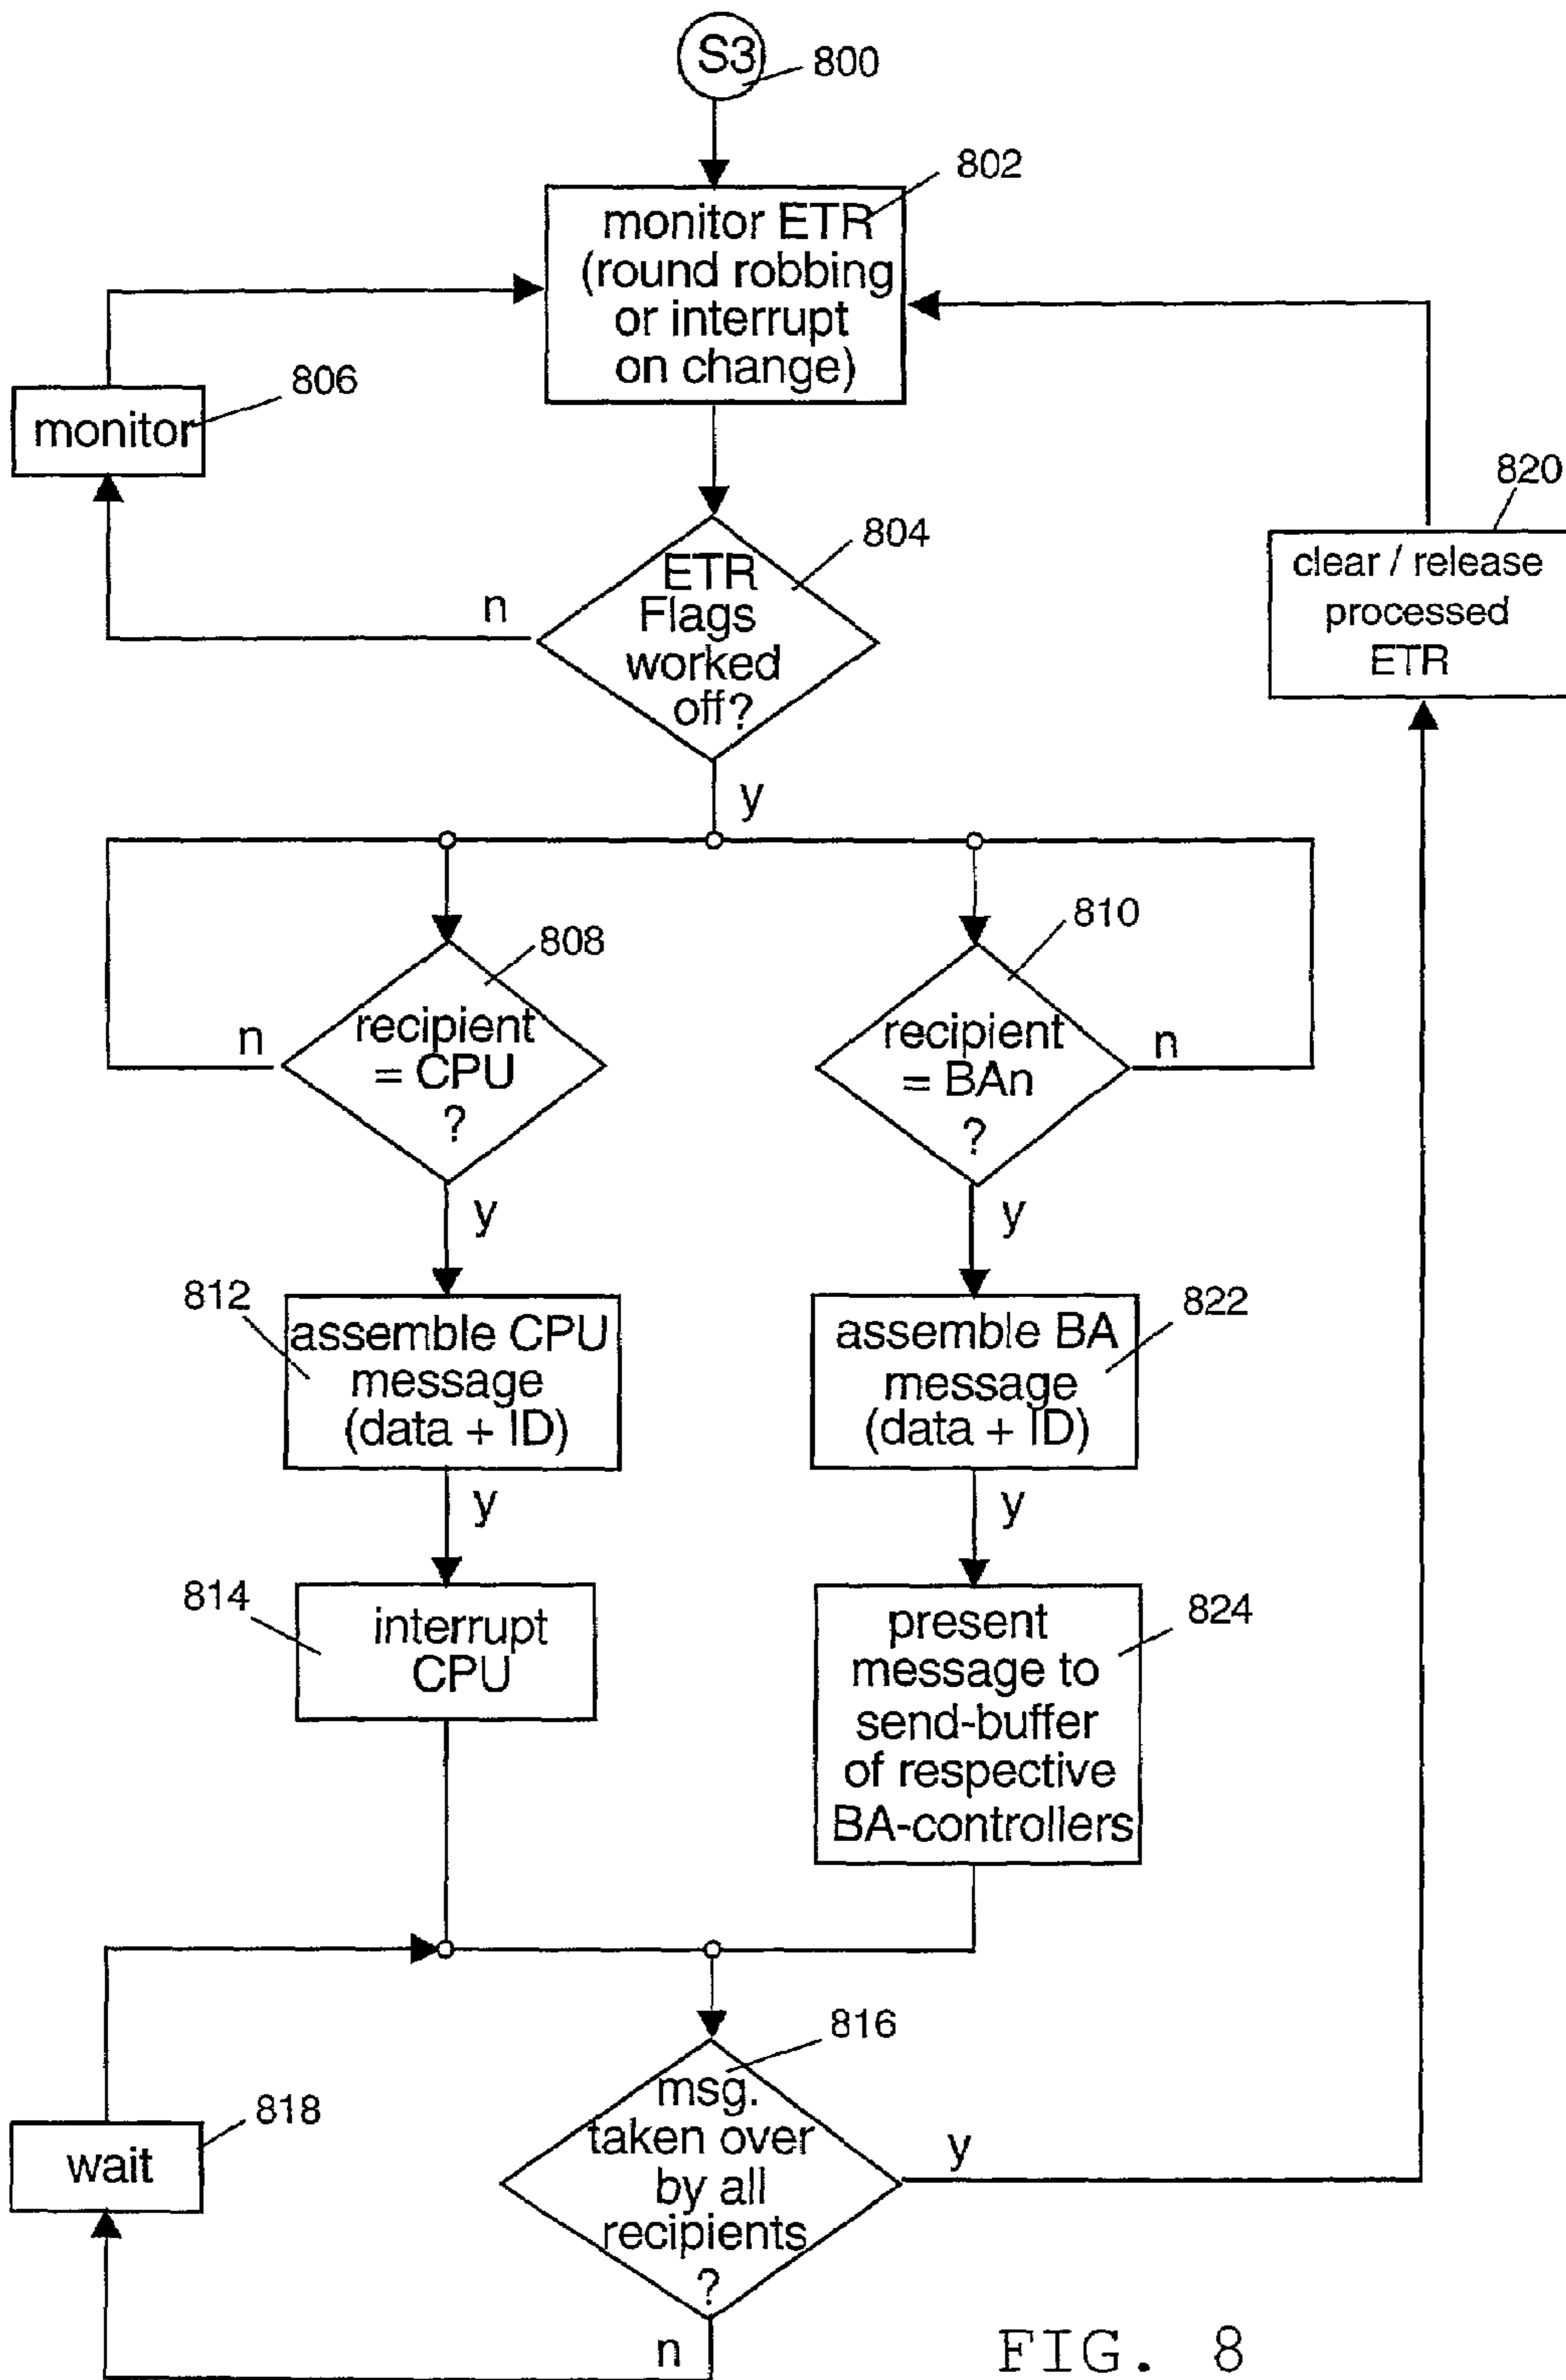 S3
800
802
monitor ETR
(round robbing
or interrupt
on change)
806
monitor
820
clear / release
processed
ETR
804
ETR
Flags
worked
off?
n
y
808
recipient
= CPU
?
n
y
810
recipient
= BAn
?
n
y
812
assemble CPU
message
(data + ID)
y
822
assemble BA
message
(data + ID)
y
814
interrupt
CPU
824
present
message to
send-buffer
of respective
BA-controllers
816
msg.
taken over
by all
recipients
?
y
818
wait
n
FIG. 8